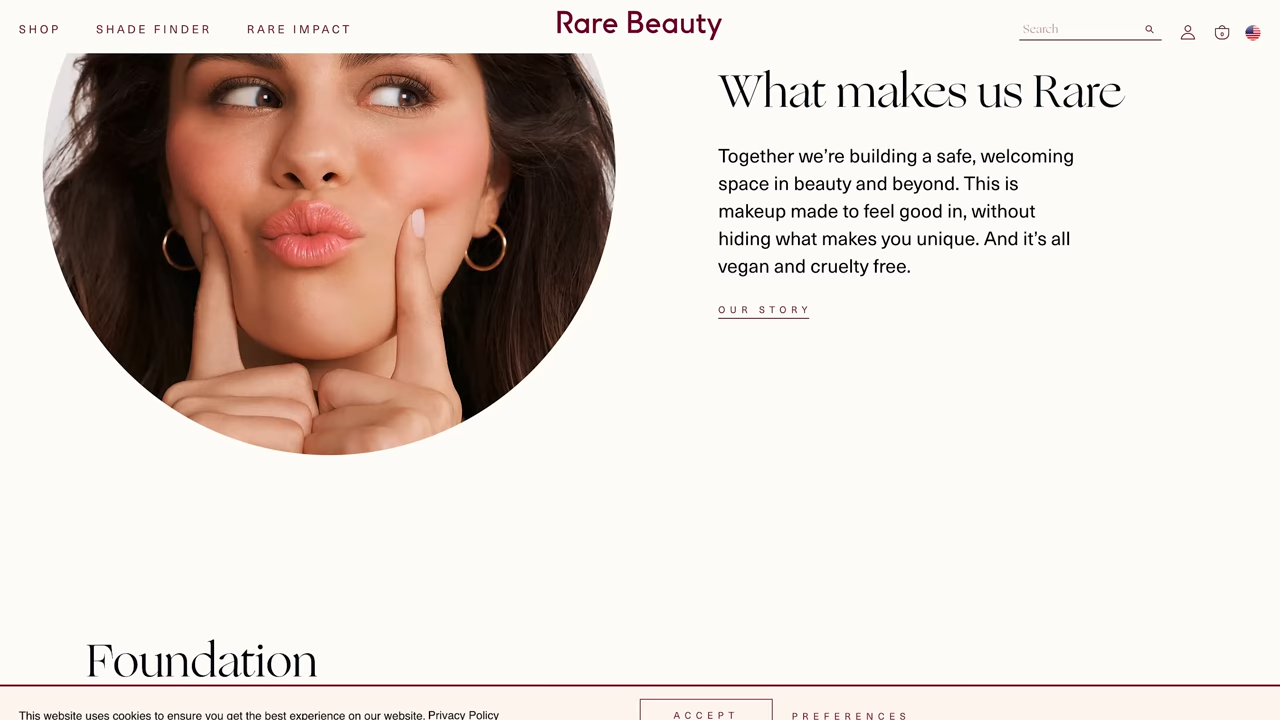 SHOP SHADE FINDER RARE IMPACT Rare Beauty Search 0
What makes us Rare
Together we’re building a safe, welcoming
space in beauty and beyond. This is
makeup made to feel good in, without
hiding what makes you unique. And it’s all
vegan and cruelty free.
OUR STORY
Foundation
This website uses cookies to ensure you get the best experience on our website. Privacy Policy ACCEPT PREFERENCES